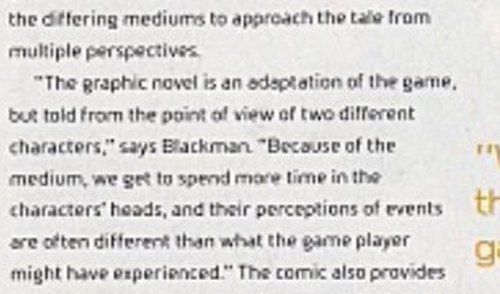 the differing mediums to approach the tale from
multiple perspectives.
"The graphic novel is an adaptation of the game,
but told from the point of view of two different
characters," says Blackman. "Because of the
medium, we get to spend more time in the
characters' heads, and their perceptions of events
are often different than what the game player
might have experienced." The comic also provides